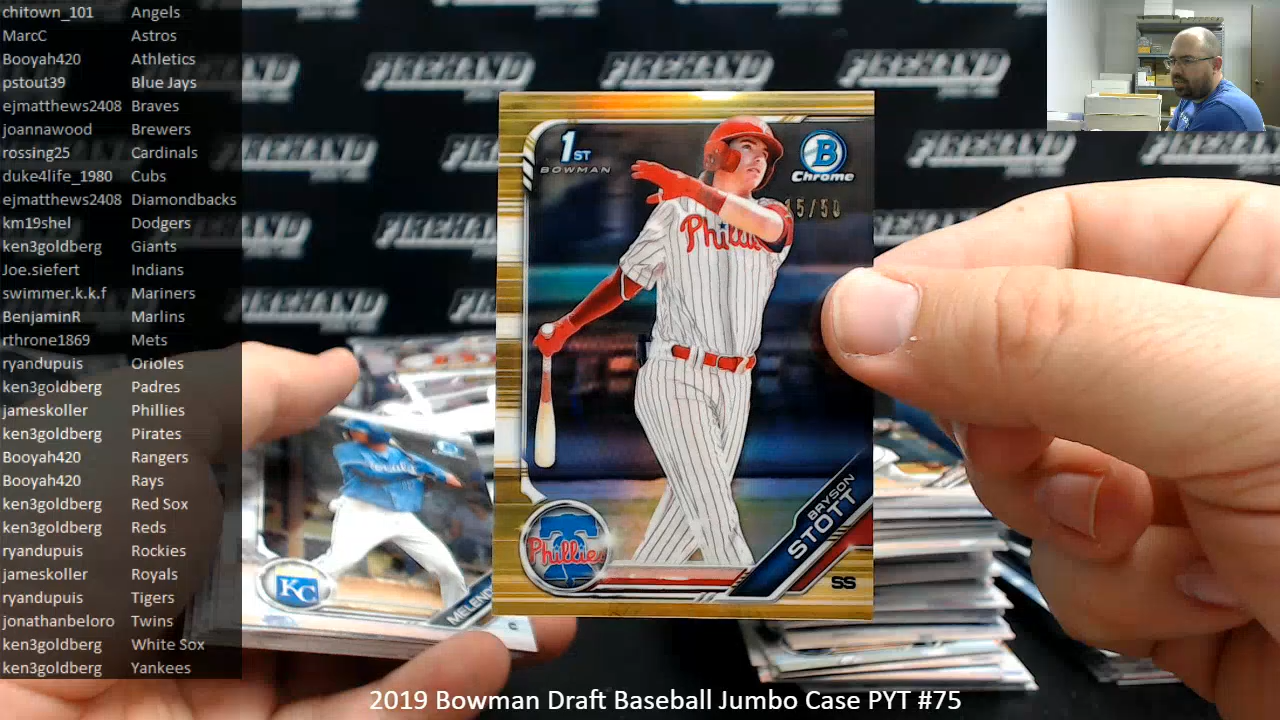 chitown_101 Angels
MarcC Astros
Booyah420 Athletics
pstout39 Blue Jays
ejmatthews2408 Braves
joannawood Brewers
rossing25 Cardinals
duke4life_1980 Cubs
ejmatthews2408 Diamondbacks
km19shel Dodgers
ken3goldberg Giants
Joe.siefert Indians
swimmer.k.k.f Mariners
BenjaminR Marlins
rthrone1869 Mets
ryandupuis Orioles
ken3goldberg Padres
jameskoller Phillies
ken3goldberg Pirates
Booyah420 Rangers
Booyah420 Rays
ken3goldberg Red Sox
ken3goldberg Reds
ryandupuis Rockies
jameskoller Royals
ryandupuis Tigers
jonathanbeloro Twins
ken3goldberg White Sox
ken3goldberg Yankees
FIREHAND
FIREHAND
FIREHAND
FIREHAND
1ST
BOWMAN
B
Chrome
15/50
Phillies
BRYSON
STOTT
SS
KC
2019 Bowman Draft Baseball Jumbo Case PYT #75